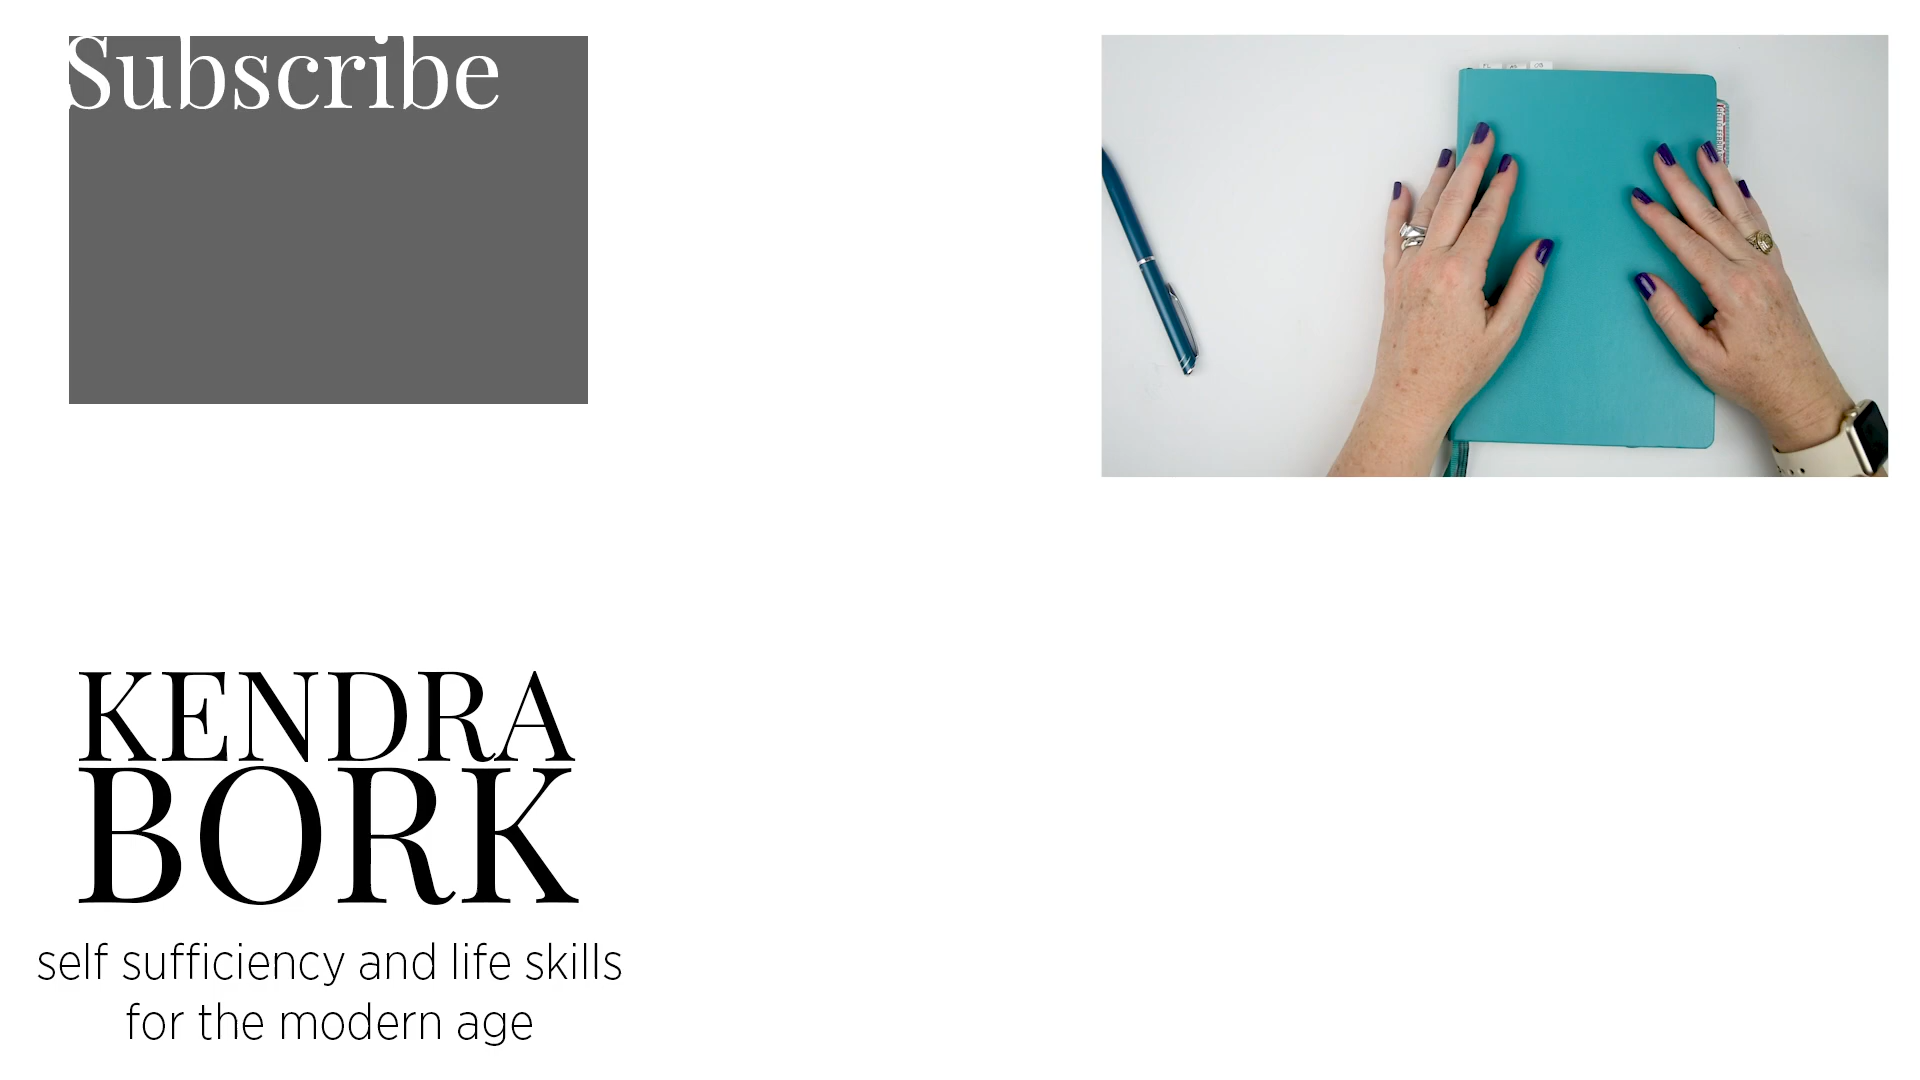 Subscribe
KENDRA
BORK
self sufficiency and life skills
for the modern age